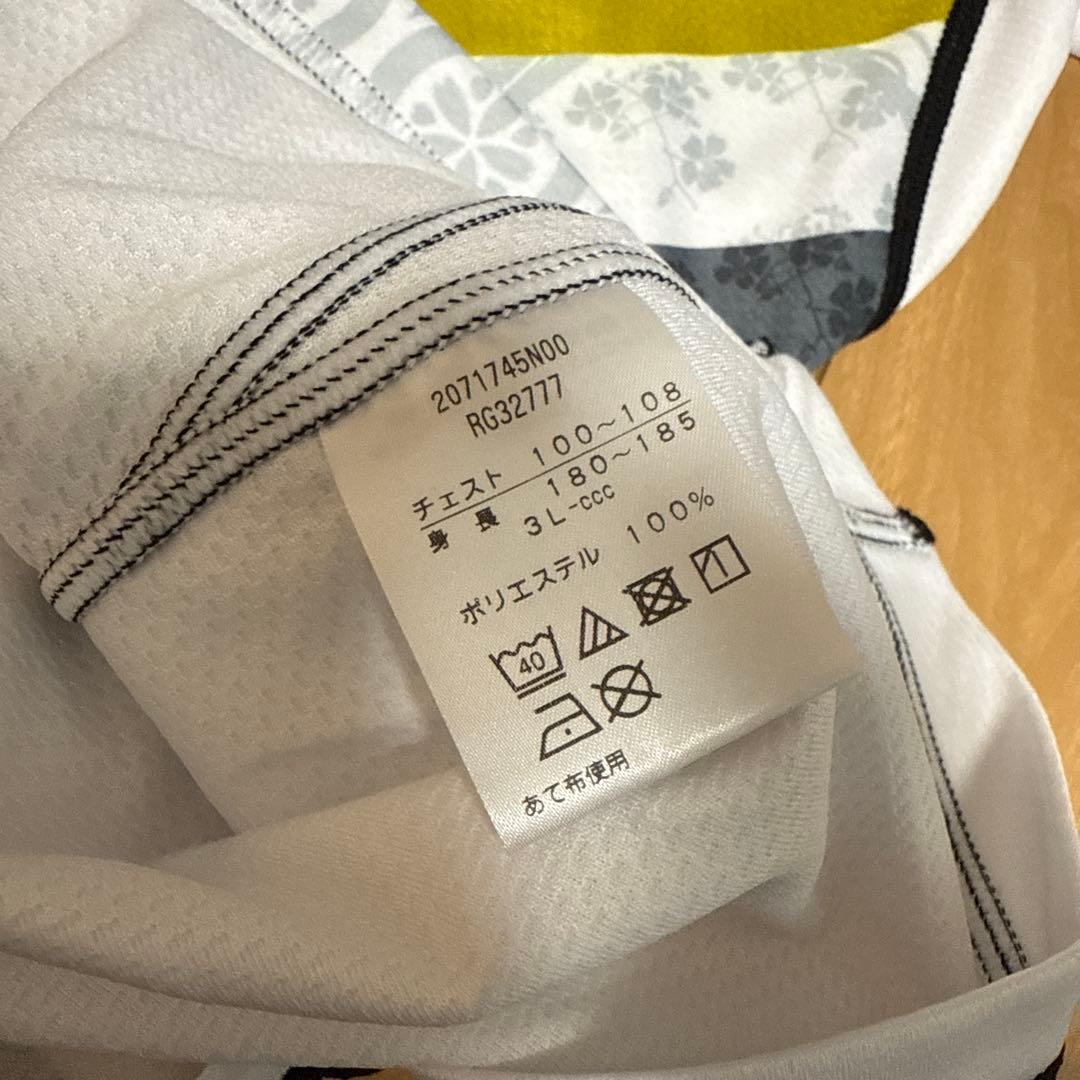 2071745N00
RG32777
チェスト 100～108
身長 180～185
3L-ccc
ポリエステル 100%
40
あて布使用